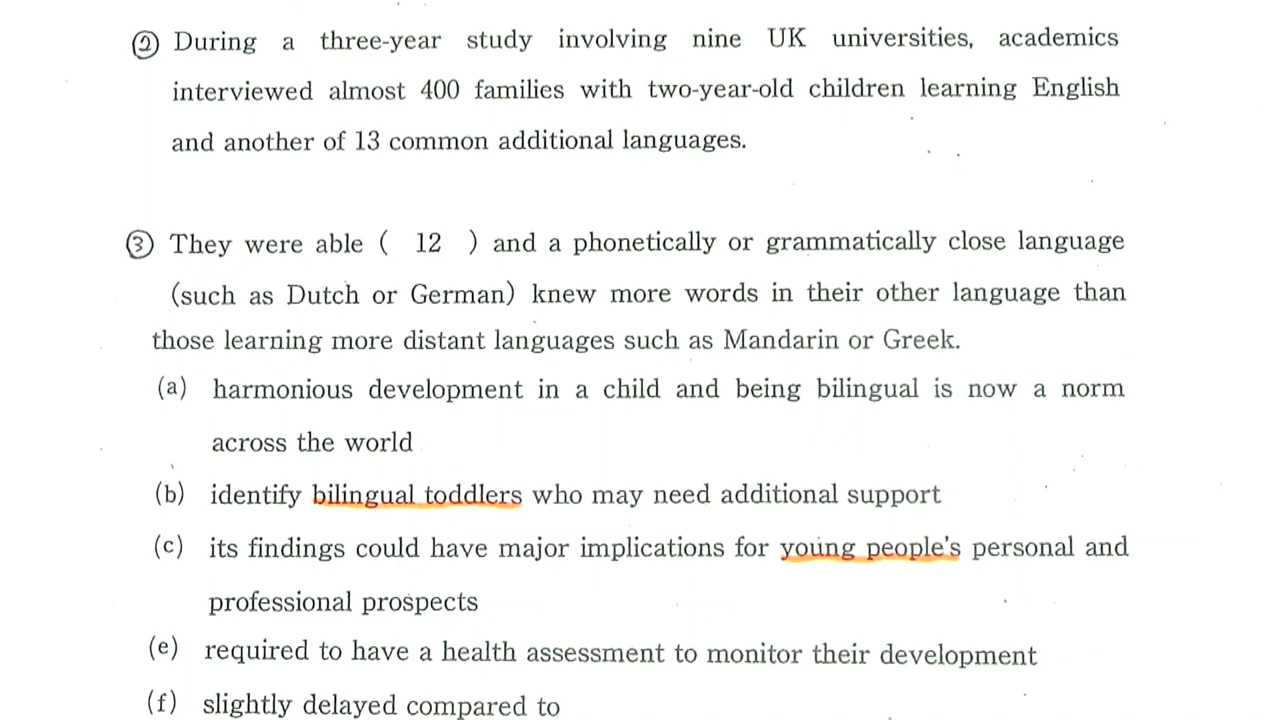 ② During a three-year study involving nine UK universities, academics
interviewed almost 400 families with two-year-old children learning English
and another of 13 common additional languages.
③ They were able ( 12 ) and a phonetically or grammatically close language
(such as Dutch or German) knew more words in their other language than
those learning more distant languages such as Mandarin or Greek.
(a) harmonious development in a child and being bilingual is now a norm
across the world
(b) identify bilingual toddlers who may need additional support
(c) its findings could have major implications for young people's personal and
professional prospects
(e) required to have a health assessment to monitor their development
(f) slightly delayed compared to